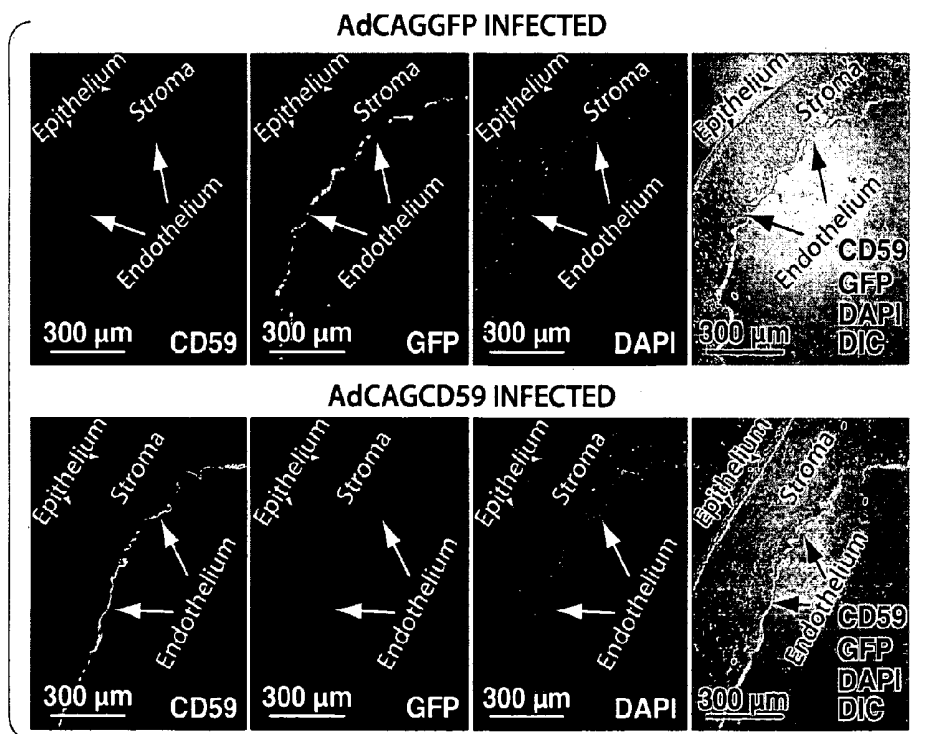 AdCAGGFP INFECTED
Epithelium
Stroma
Endothelium
300 µm
CD59
Epithelium
Stroma
Endothelium
300 µm
GFP
Epithelium
Stroma
Endothelium
300 µm
DAPI
Epithelium
Stroma
Endothelium
300 µm
CD59
GFP
DAPI
DIC
AdCAGCD59 INFECTED
Epithelium
Stroma
Endothelium
300 µm
CD59
Epithelium
Stroma
Endothelium
300 µm
GFP
Epithelium
Stroma
Endothelium
300 µm
DAPI
Epithelium
Stroma
Endothelium
300 µm
CD59
GFP
DAPI
DIC